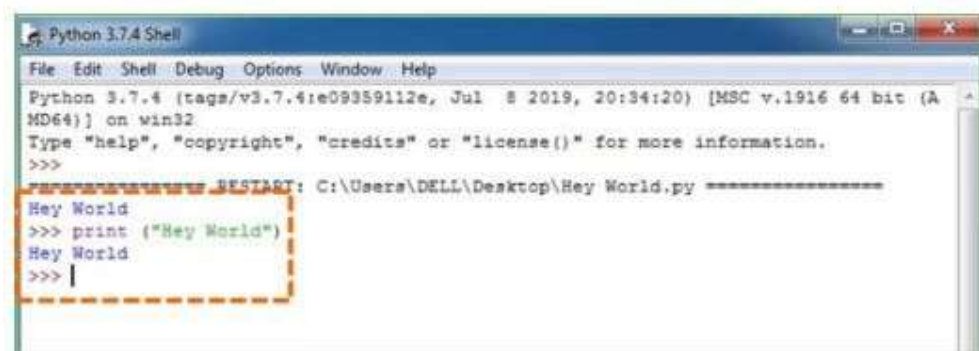 Python 3.7.4 Shell
File Edit Shell Debug Options Window Help
Python 3.7.4 (tags/v3.7.4:e09359112e, Jul 8 2019, 20:34:20) [MSC v.1916 64 bit (A
MD64)] on win32
Type "help", "copyright", "credits" or "license()" for more information.
>>>
================ RESTART: C:\Users\DELL\Desktop\Hey World.py ================
Hey World
>>> print ("Hey World")
Hey World
>>>